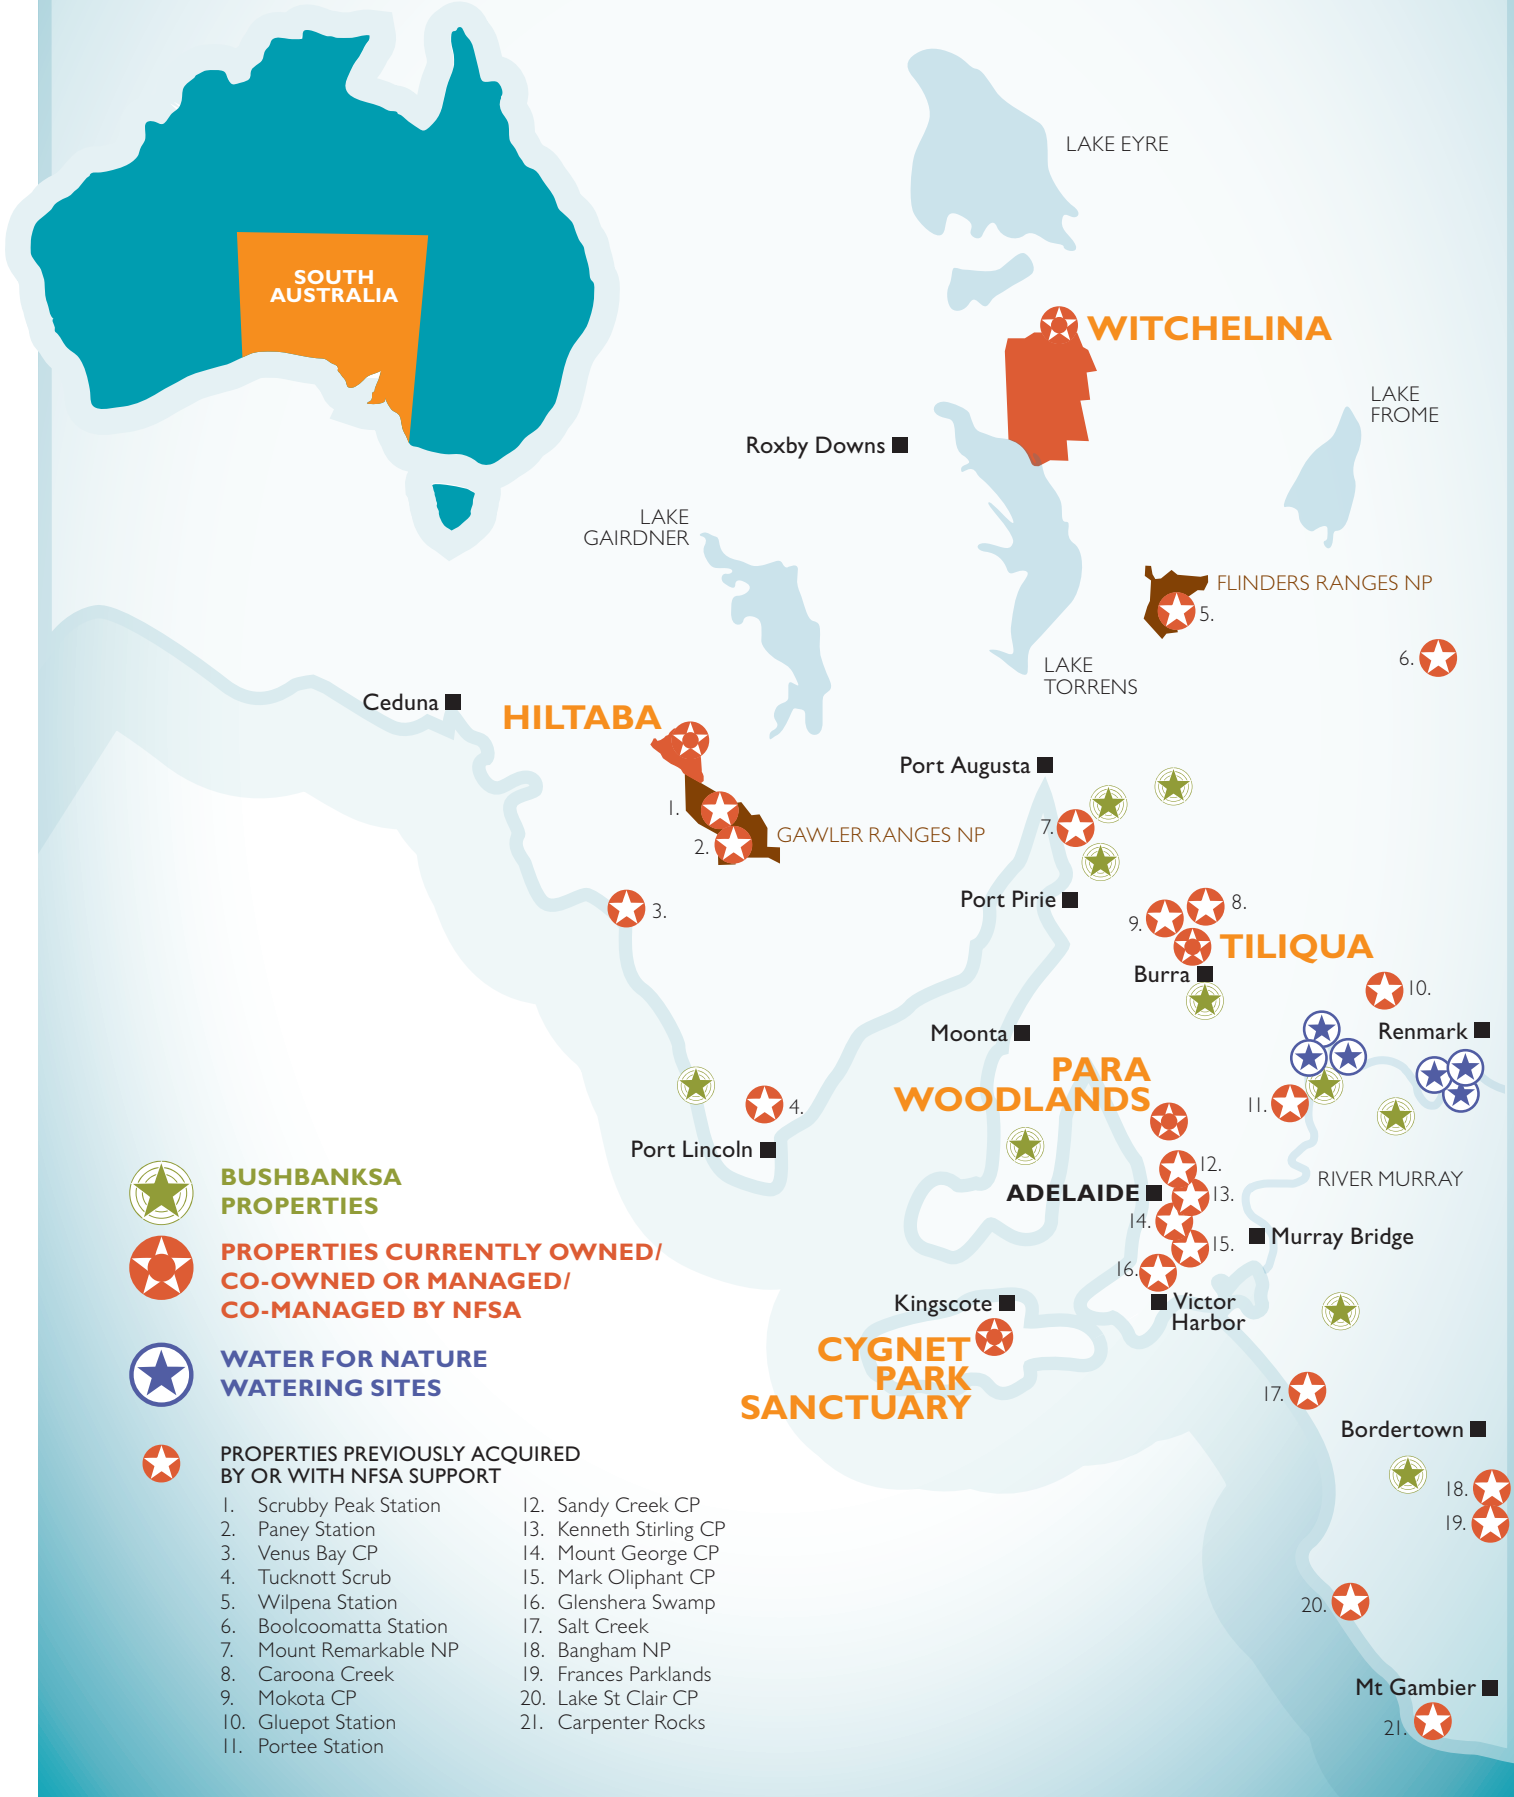 SOUTH
AUSTRALIA
LAKE EYRE
WITCHELINA
LAKE
FROME
Roxby Downs
LAKE
GAIRDNER
FLINDERS RANGES NP
5.
6.
LAKE
TORRENS
Ceduna
HILTABA
Port Augusta
1.
2.
GAWLER RANGES NP
7.
3.
Port Pirie
8.
9.
TILIQUA
Burra
10.
Moonta
Renmark
PARA
WOODLANDS
4.
11.
Port Lincoln
12.
RIVER MURRAY
ADELAIDE
13.
14.
15.
Murray Bridge
16.
Kingscote
Victor
Harbor
CYGNET
PARK
SANCTUARY
17.
Bordertown
18.
19.
20.
Mt Gambier
21.
BUSHBANKSA
PROPERTIES
PROPERTIES CURRENTLY OWNED/
CO-OWNED OR MANAGED/
CO-MANAGED BY NFSA
WATER FOR NATURE
WATERING SITES
PROPERTIES PREVIOUSLY ACQUIRED
BY OR WITH NFSA SUPPORT
1. Scrubby Peak Station
2. Paney Station
3. Venus Bay CP
4. Tucknott Scrub
5. Wilpena Station
6. Boolcoomatta Station
7. Mount Remarkable NP
8. Caroona Creek
9. Mokota CP
10. Gluepot Station
11. Portee Station
12. Sandy Creek CP
13. Kenneth Stirling CP
14. Mount George CP
15. Mark Oliphant CP
16. Glenshera Swamp
17. Salt Creek
18. Bangham NP
19. Frances Parklands
20. Lake St Clair CP
21. Carpenter Rocks